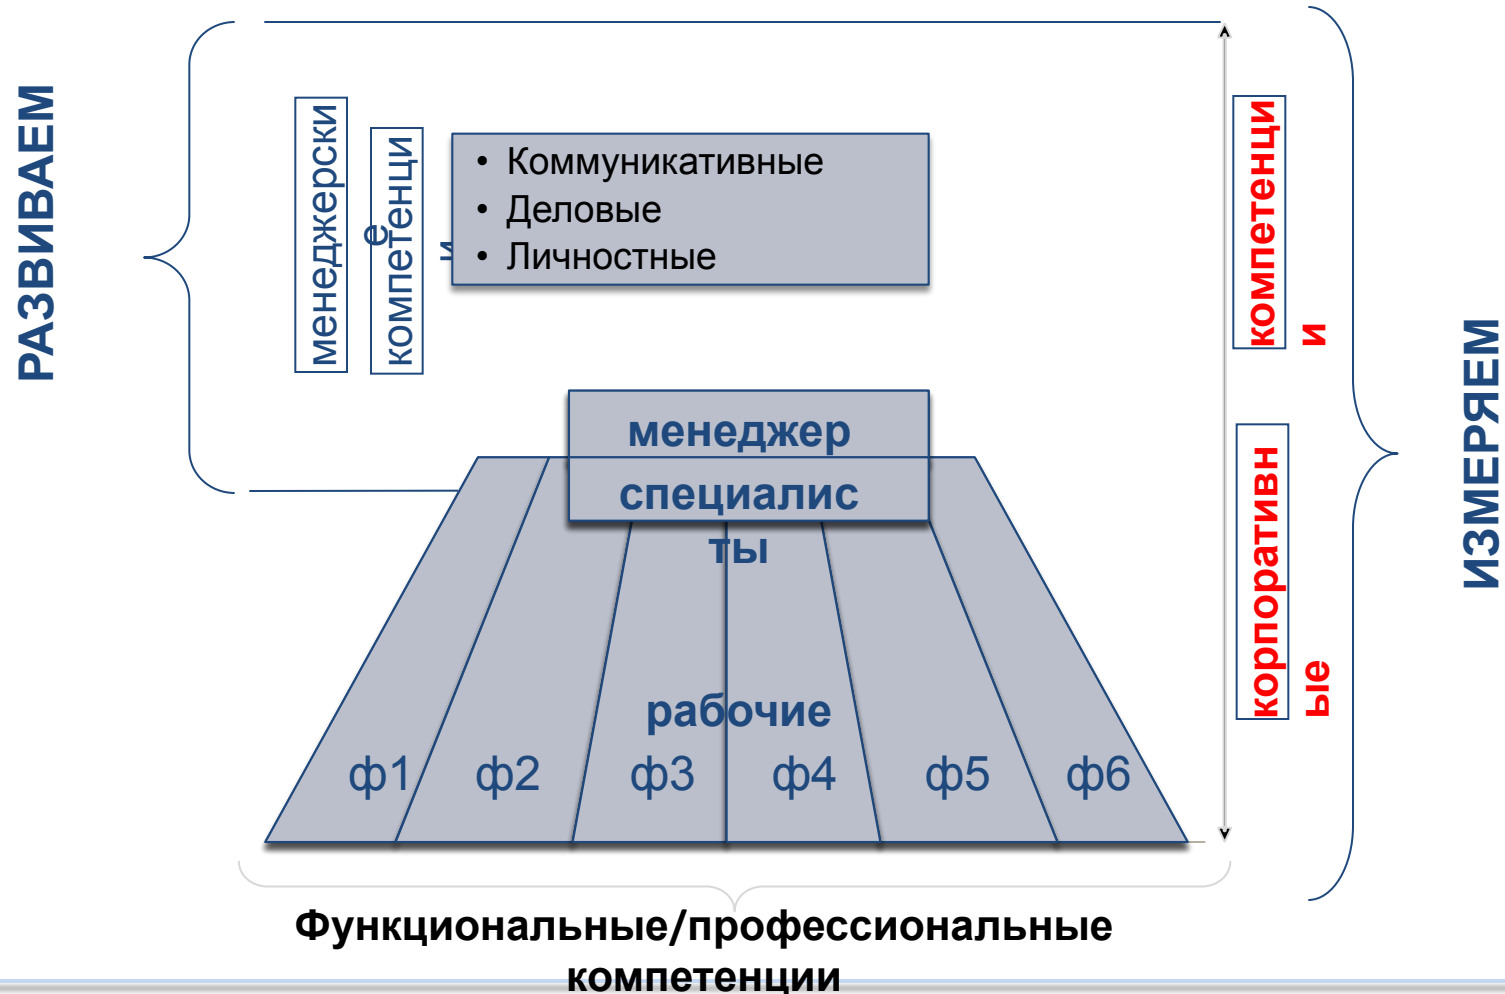 РАЗВИВАЕМ
менеджерски
е
компетенци
и
• Коммуникативные
• Деловые
• Личностные
компетенци
и
корпоративн
ые
ИЗМЕРЯЕМ
менеджер
специалис
ты
рабочие
ф1 ф2 ф3 ф4 ф5 ф6
Функциональные/профессиональные
компетенции